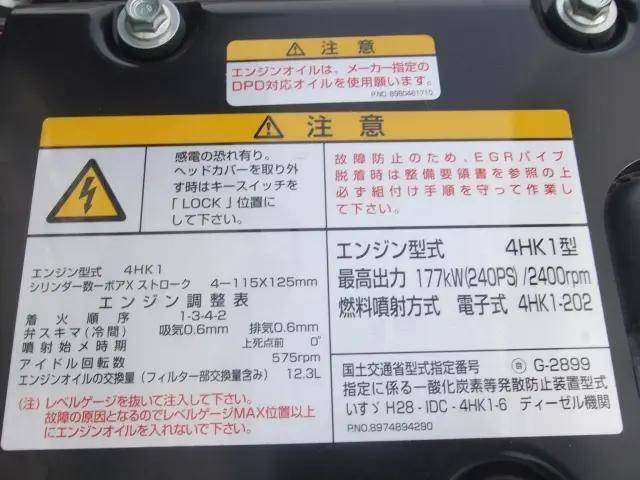 注意
エンジンオイルは、メーカー指定の
DPD対応オイルを使用願います。
P.NO. 8980461710
注意
感電の恐れ有り。
ヘッドカバーを取り外
す時はキースイッチを
「LOCK」位置に
して下さい。
故障防止のため、EGRパイプ
脱着時は整備要領書を参照の上
必ず組付け手順を守って作業し
て下さい。
エンジン型式 4HK1
シリンダー数ーボアX ストローク 4ー115X125mm
エンジン調整表
着火順序 1-3-4-2
弁スキマ(冷間) 吸気0.6mm 排気0.6mm
噴射始メ時期 上死点前 0°
アイドル回転数 575rpm
エンジンオイルの交換量(フィルター部交換量含み) 12.3L
(注)レベルゲージを抜いて注入して下さい。
故障の原因となるのでレベルゲージMAX位置以上
にエンジンオイルを入れないで下さい。
エンジン型式 4HK1型
最高出力 177kW(240PS)/2400rpm
燃料噴射方式 電子式 4HK1-202
国土交通省型式指定番号 自 G-2899
指定に係る一酸化炭素等発散防止装置型式
いすゞ H28-IDC-4HK1-6 ディーゼル機関
P.NO.8974894290